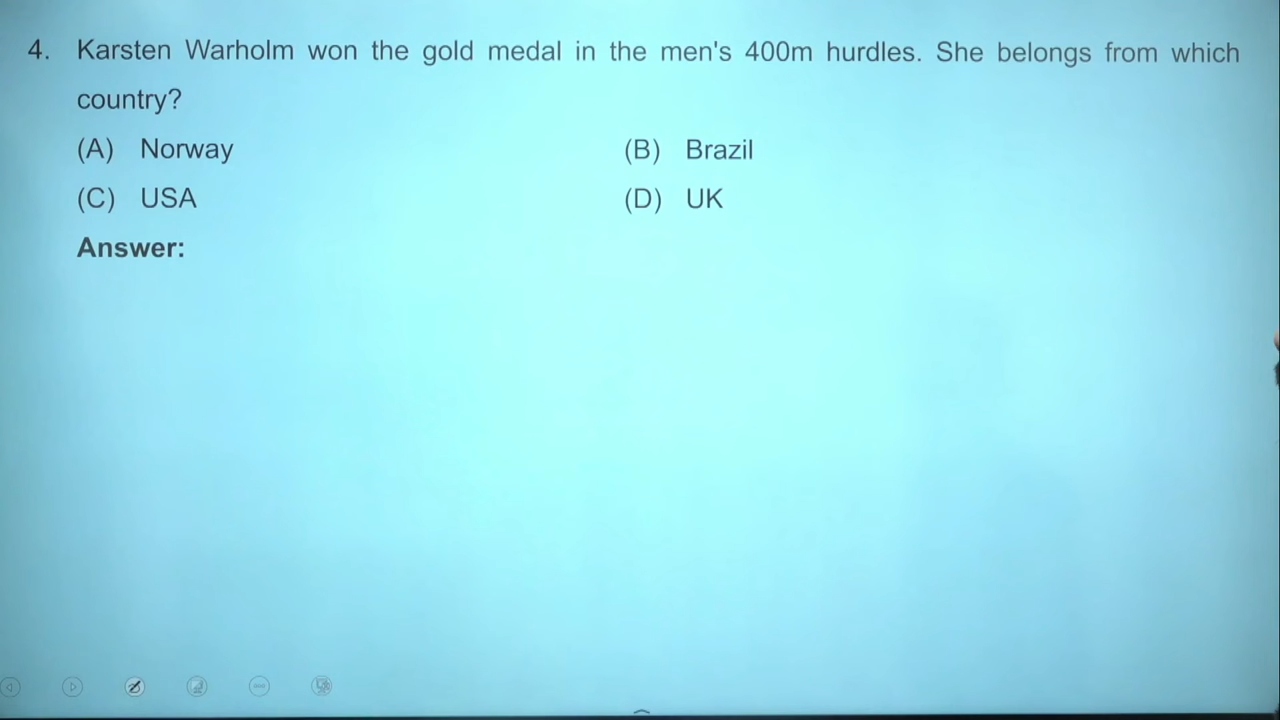 4. Karsten Warholm won the gold medal in the men's 400m hurdles. She belongs from which
country?
(A) Norway (B) Brazil
(C) USA (D) UK
Answer: